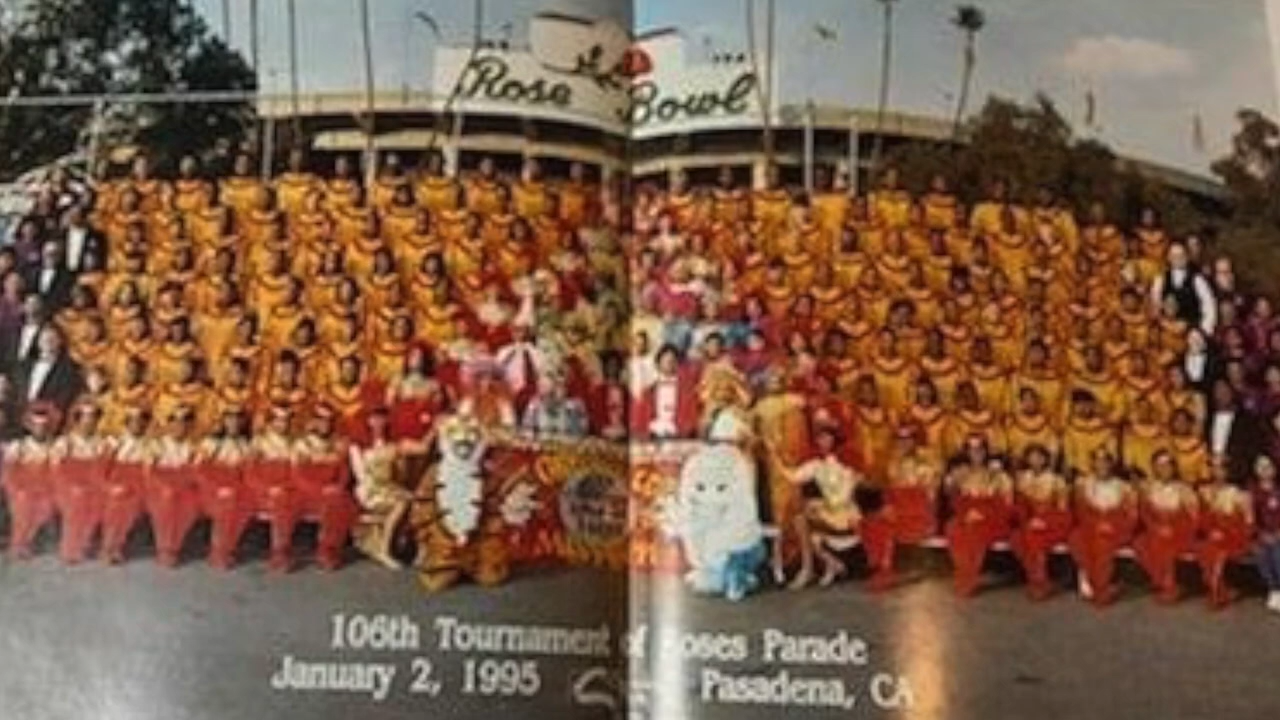 Rose Bowl
106th Tournament of Roses Parade
January 2, 1995 Pasadena, CA